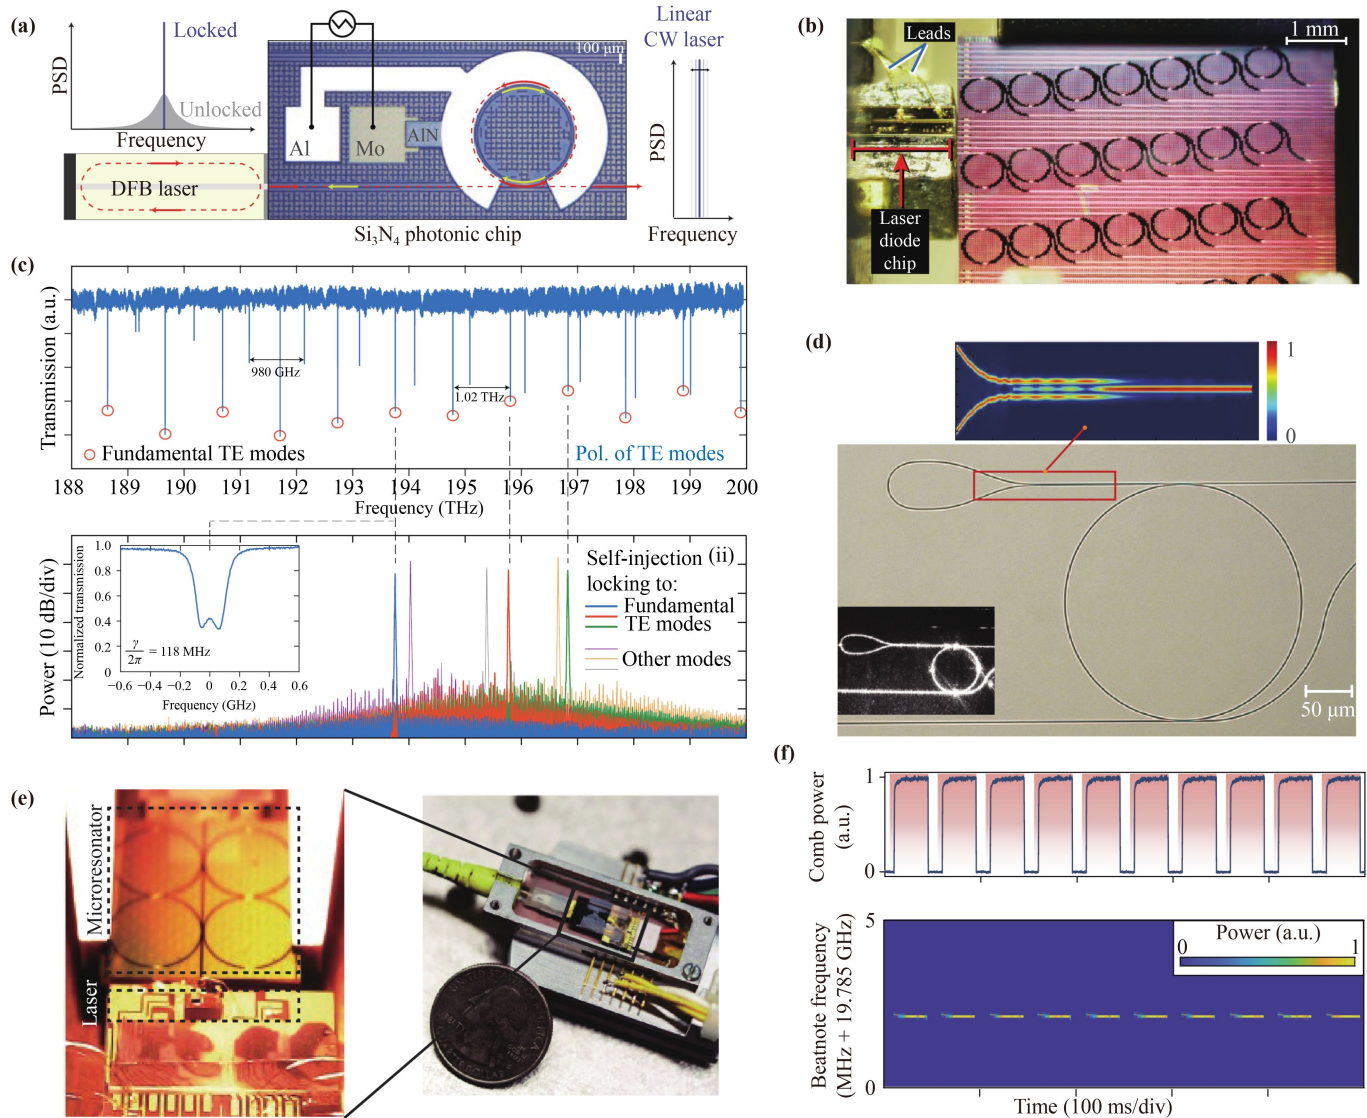 (a)
PSD
Locked
Unlocked
Frequency
DFB laser
100 μm
Al
Mo
AlN
Si₃N₄ photonic chip
Linear
CW laser
PSD
Frequency
(b)
Leads
1 mm
Laser
diode
chip
(c)
Transmission (a.u.)
980 GHz
1.02 THz
Fundamental TE modes
Pol. of TE modes
188 189 190 191 192 193 194 195 196 197 198 199 200
Frequency (THz)
Power (10 dB/div)
Normalized transmission
1.0
0.8
0.6
0.4
0.2
0
γ/2π = 118 MHz
−0.6 −0.4 −0.2 0 0.2 0.4 0.6
Frequency (GHz)
Self-injection (ii)
locking to:
Fundamental
TE modes
Other modes
(d)
1
0
50 μm
(e)
Microresonator
Laser
(f)
Comb power
(a.u.)
1
0
Beatnote frequency
(MHz + 19.785 GHz)
5
0
Power (a.u.)
0 1
Time (100 ms/div)